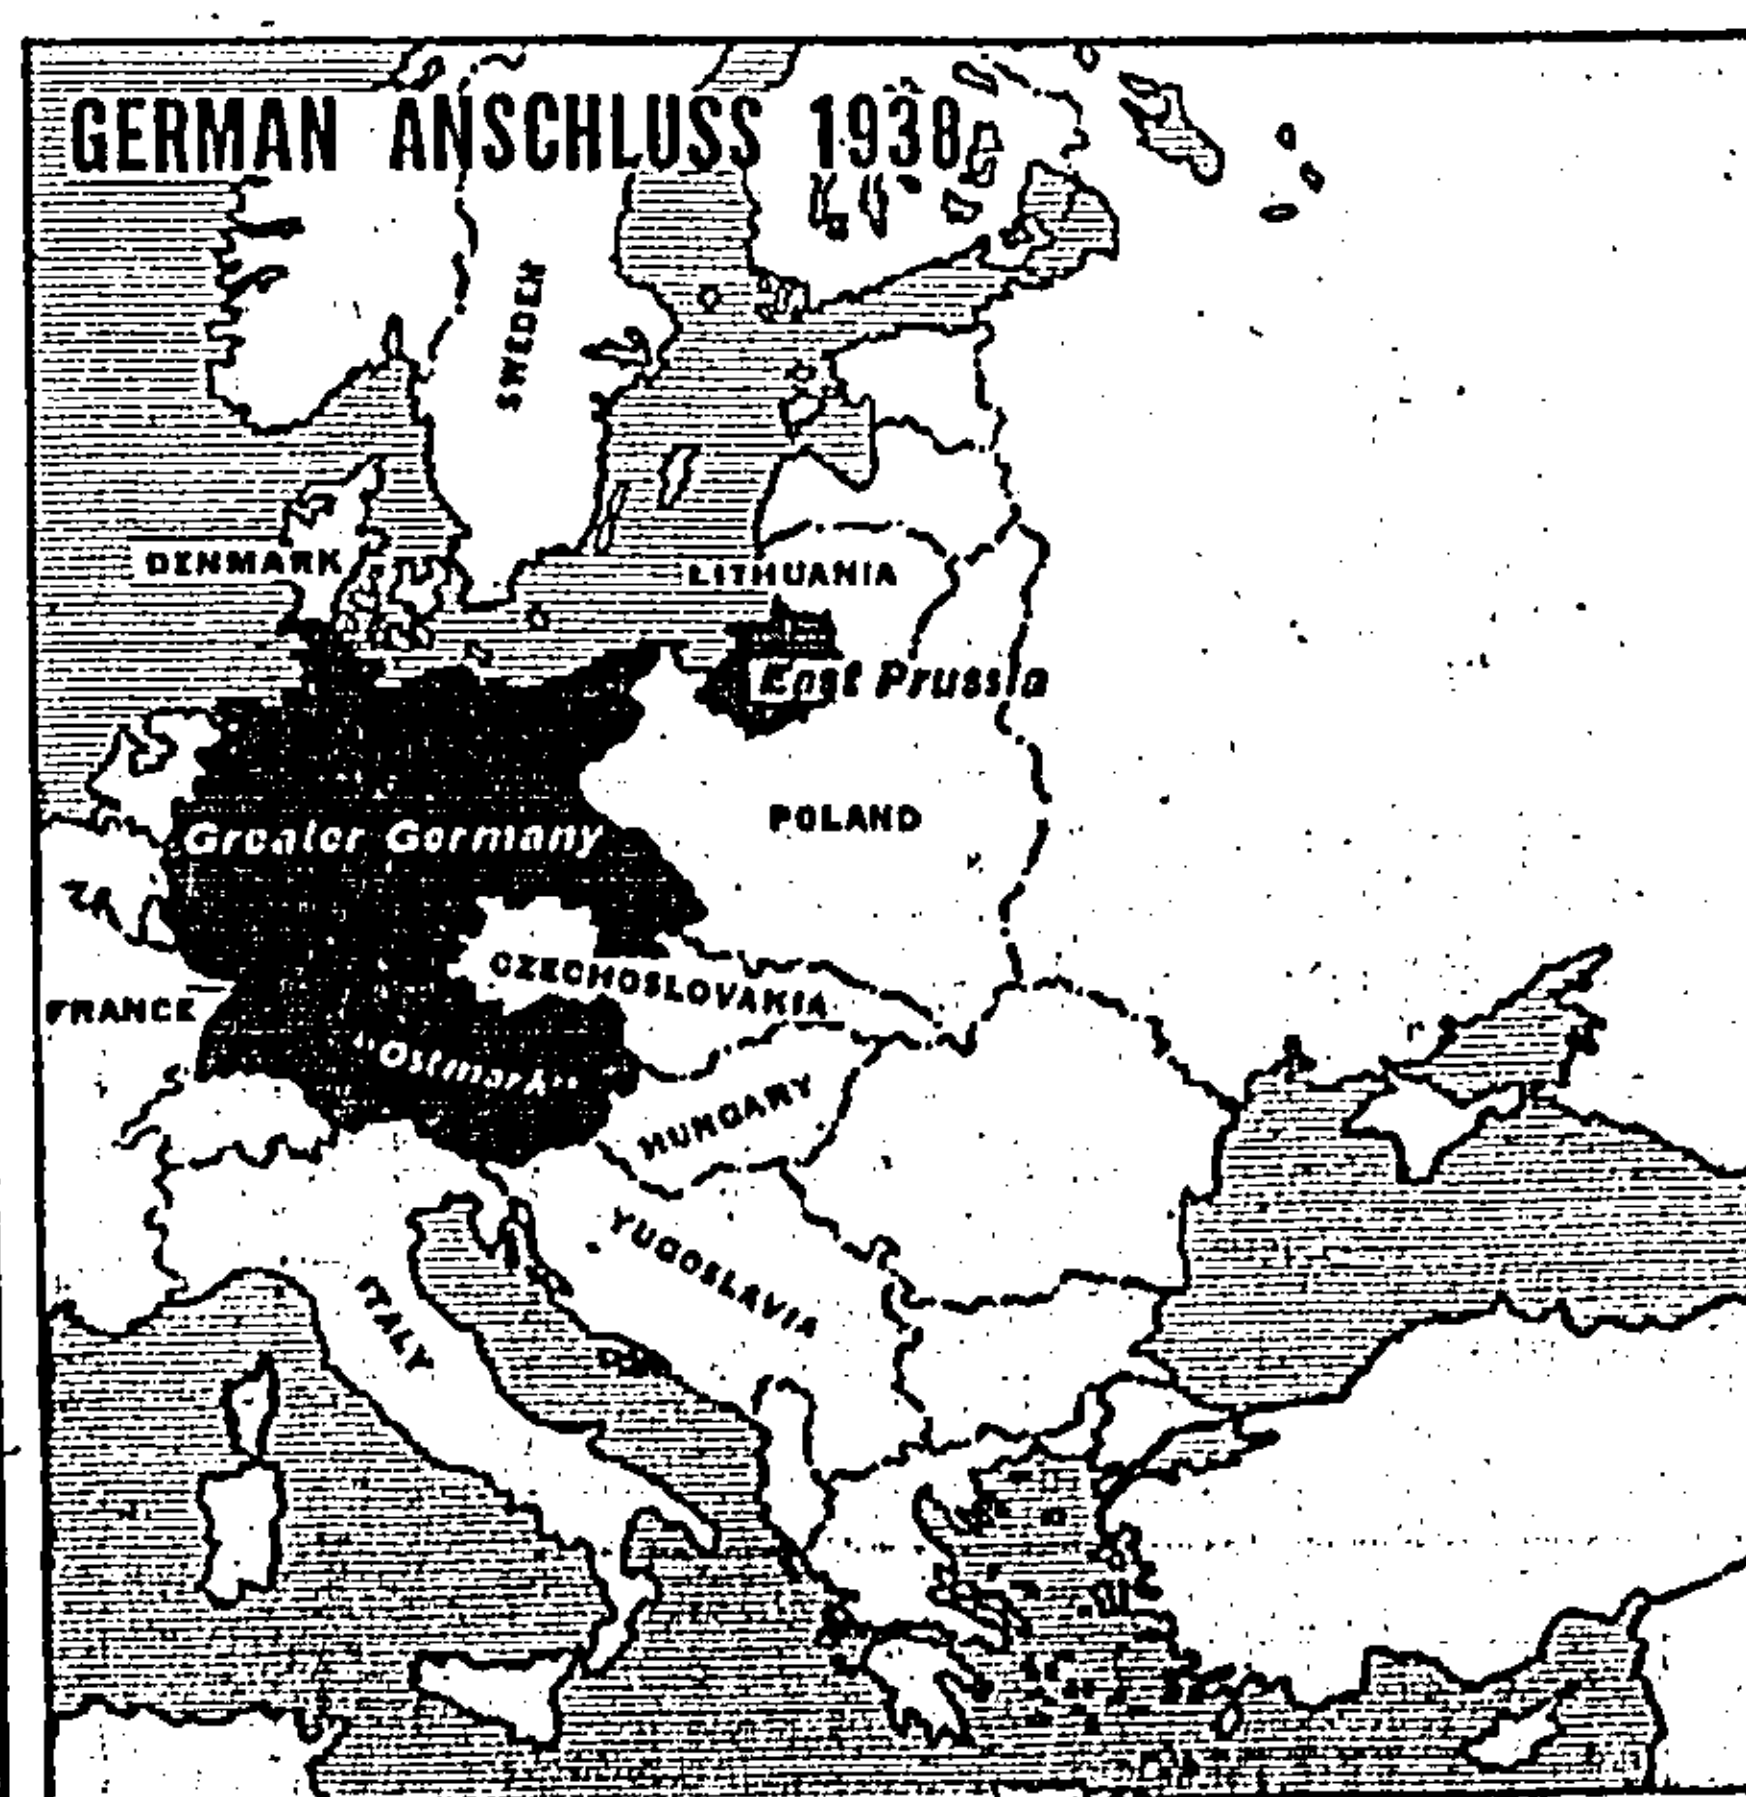 GERMAN ANSCHLUSS 1938
SWEDEN
DENMARK
LITHUANIA
East Prussia
POLAND
Greater Germany
CZECHOSLOVAKIA
FRANCE
"Ostmark"
HUNGARY
YUGOSLAVIA
ITALY